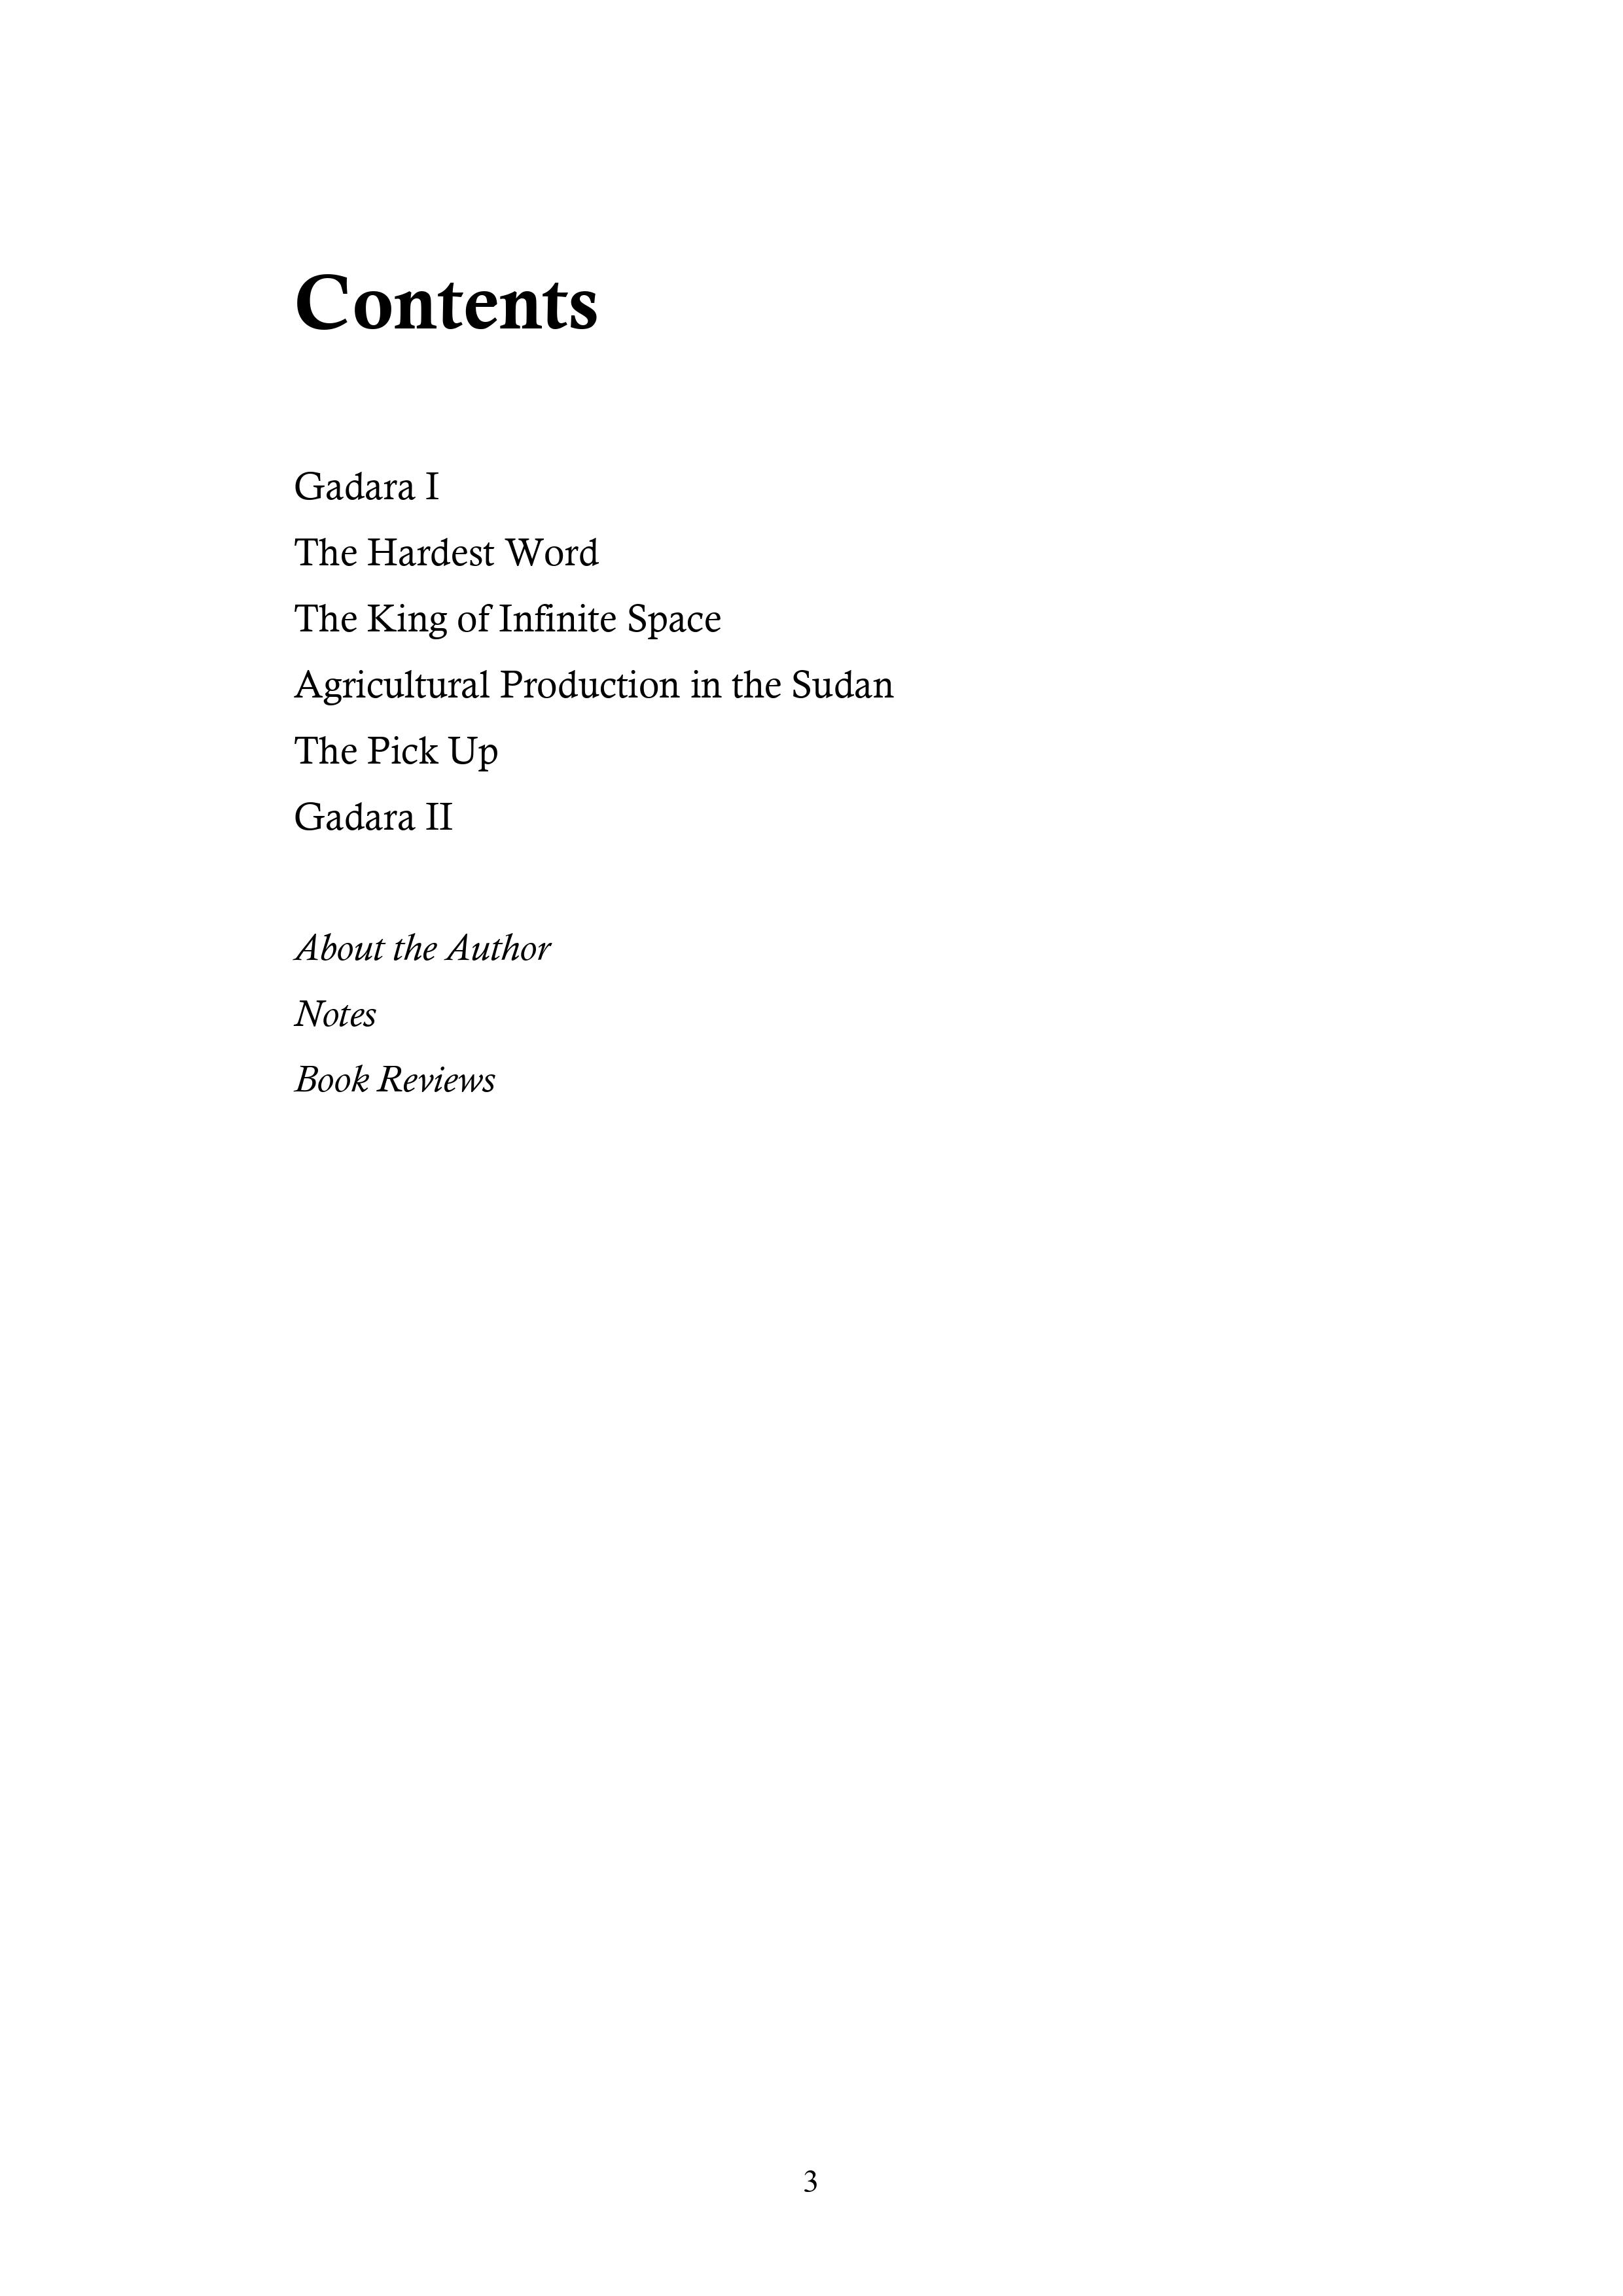 Contents
Gadara I
The Hardest Word
The King of Infinite Space
Agricultural Production in the Sudan
The Pick Up
Gadara II
About the Author
Notes
Book Reviews
3